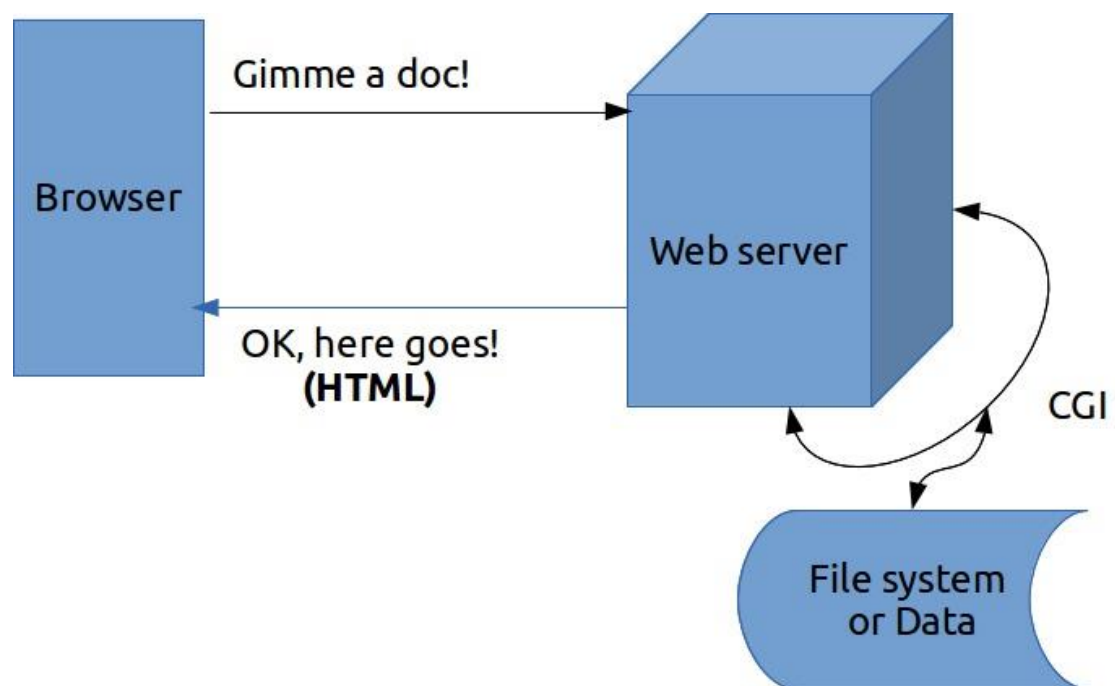 Gimme a doc!
Browser
Web server
OK, here goes!
(HTML)
CGI
File system
or Data